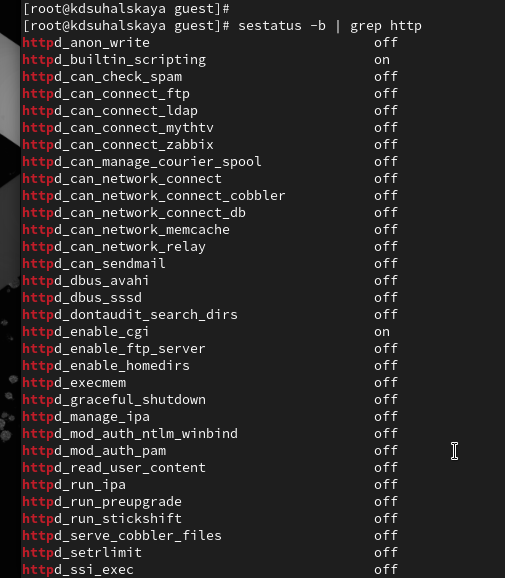 [root@kdsuhalskaya guest]#
[root@kdsuhalskaya guest]# sestatus -b | grep http
httpd_anon_write off
httpd_builtin_scripting on
httpd_can_check_spam off
httpd_can_connect_ftp off
httpd_can_connect_ldap off
httpd_can_connect_mythtv off
httpd_can_connect_zabbix off
httpd_can_manage_courier_spool off
httpd_can_network_connect off
httpd_can_network_connect_cobbler off
httpd_can_network_connect_db off
httpd_can_network_memcache off
httpd_can_network_relay off
httpd_can_sendmail off
httpd_dbus_avahi off
httpd_dbus_sssd off
httpd_dontaudit_search_dirs off
httpd_enable_cgi on
httpd_enable_ftp_server off
httpd_enable_homedirs off
httpd_execmem off
httpd_graceful_shutdown off
httpd_manage_ipa off
httpd_mod_auth_ntlm_winbind off
httpd_mod_auth_pam off
httpd_read_user_content off
httpd_run_ipa off
httpd_run_preupgrade off
httpd_run_stickshift off
httpd_serve_cobbler_files off
httpd_setrlimit off
httpd_ssi_exec off